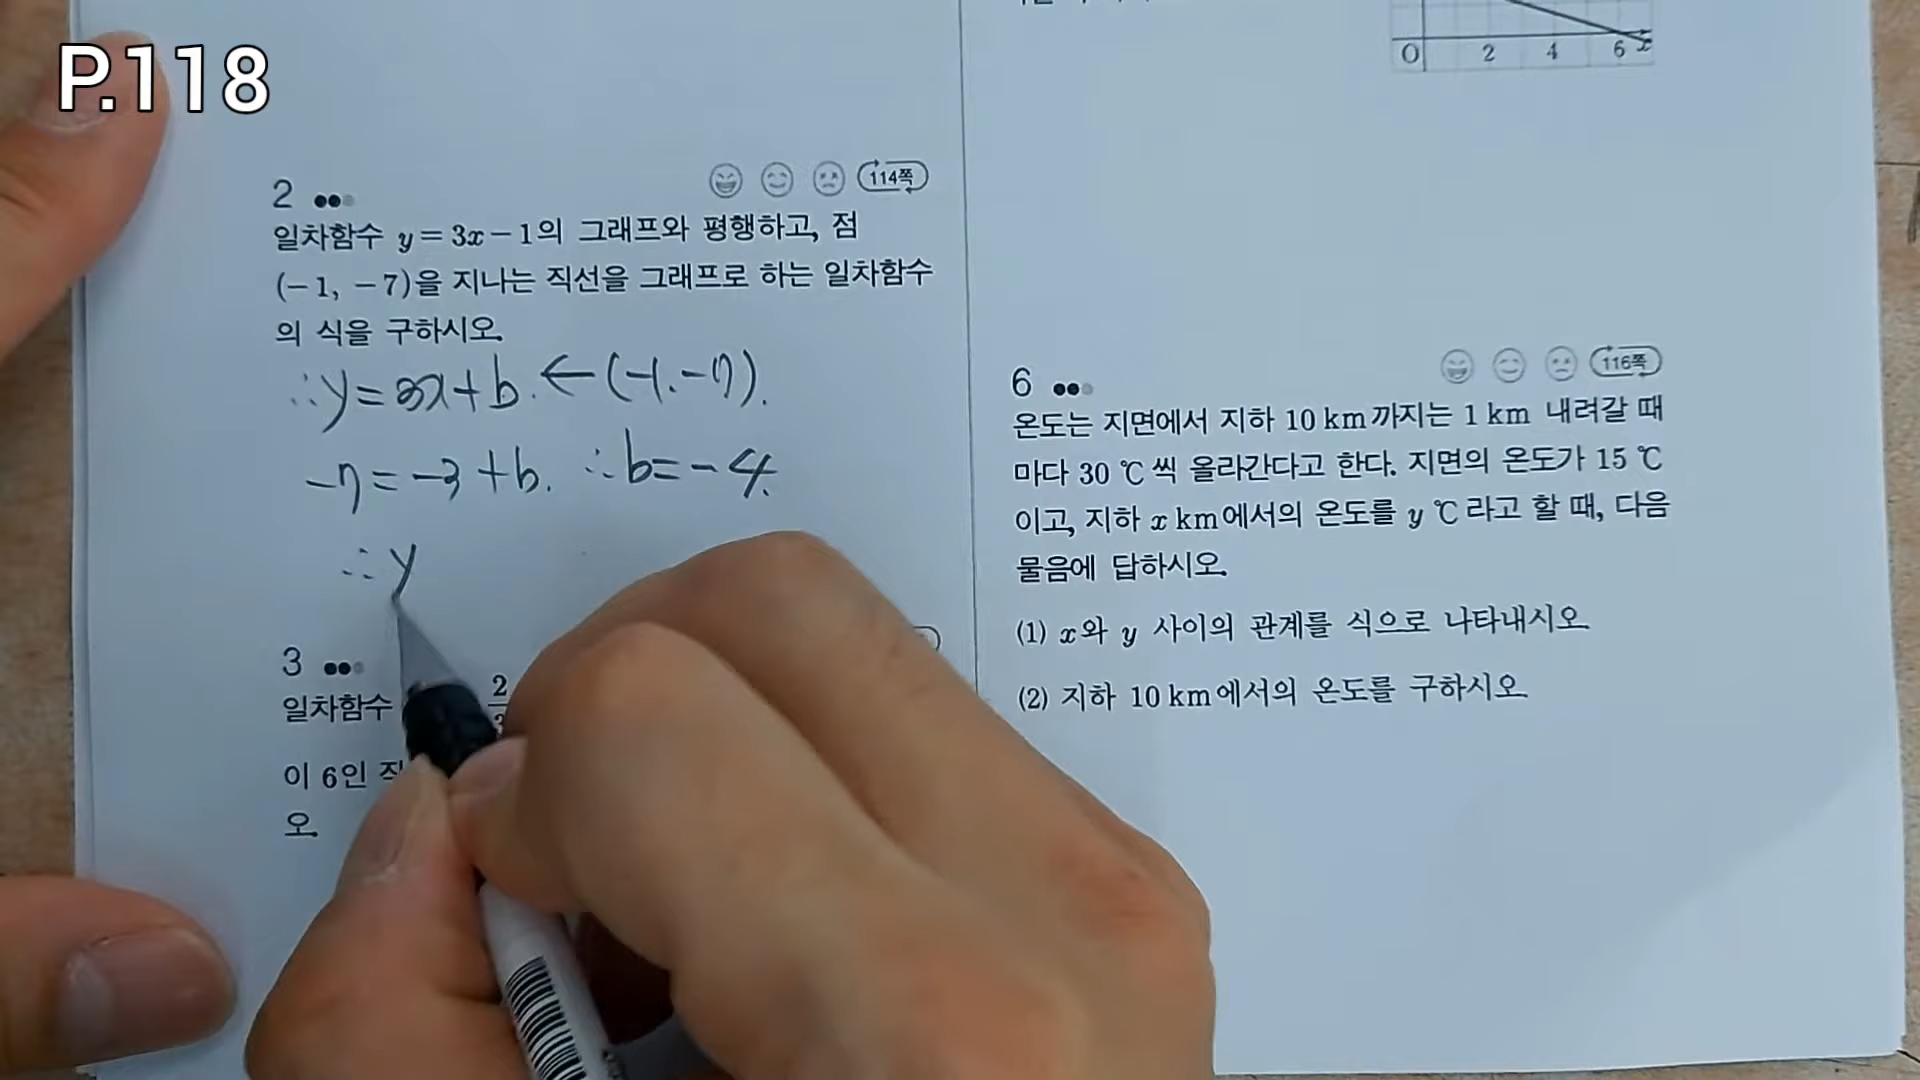 P.118
2
114쪽
일차함수 y=3x-1의 그래프와 평행하고, 점
(-1, -7)을 지나는 직선을 그래프로 하는 일차함수
의 식을 구하시오.
∴y=3x+b. ←(-1.-7).
-7=-3+b. ∴b=-4.
∴y
3
일차함수 2
이 6인 직
오.
O 2 4 6 x
6
116쪽
온도는 지면에서 지하 10 km까지는 1 km 내려갈 때
마다 30 ℃씩 올라간다고 한다. 지면의 온도가 15 ℃
이고, 지하 x km에서의 온도를 y ℃라고 할 때, 다음
물음에 답하시오.
(1) x와 y 사이의 관계를 식으로 나타내시오.
(2) 지하 10 km에서의 온도를 구하시오.